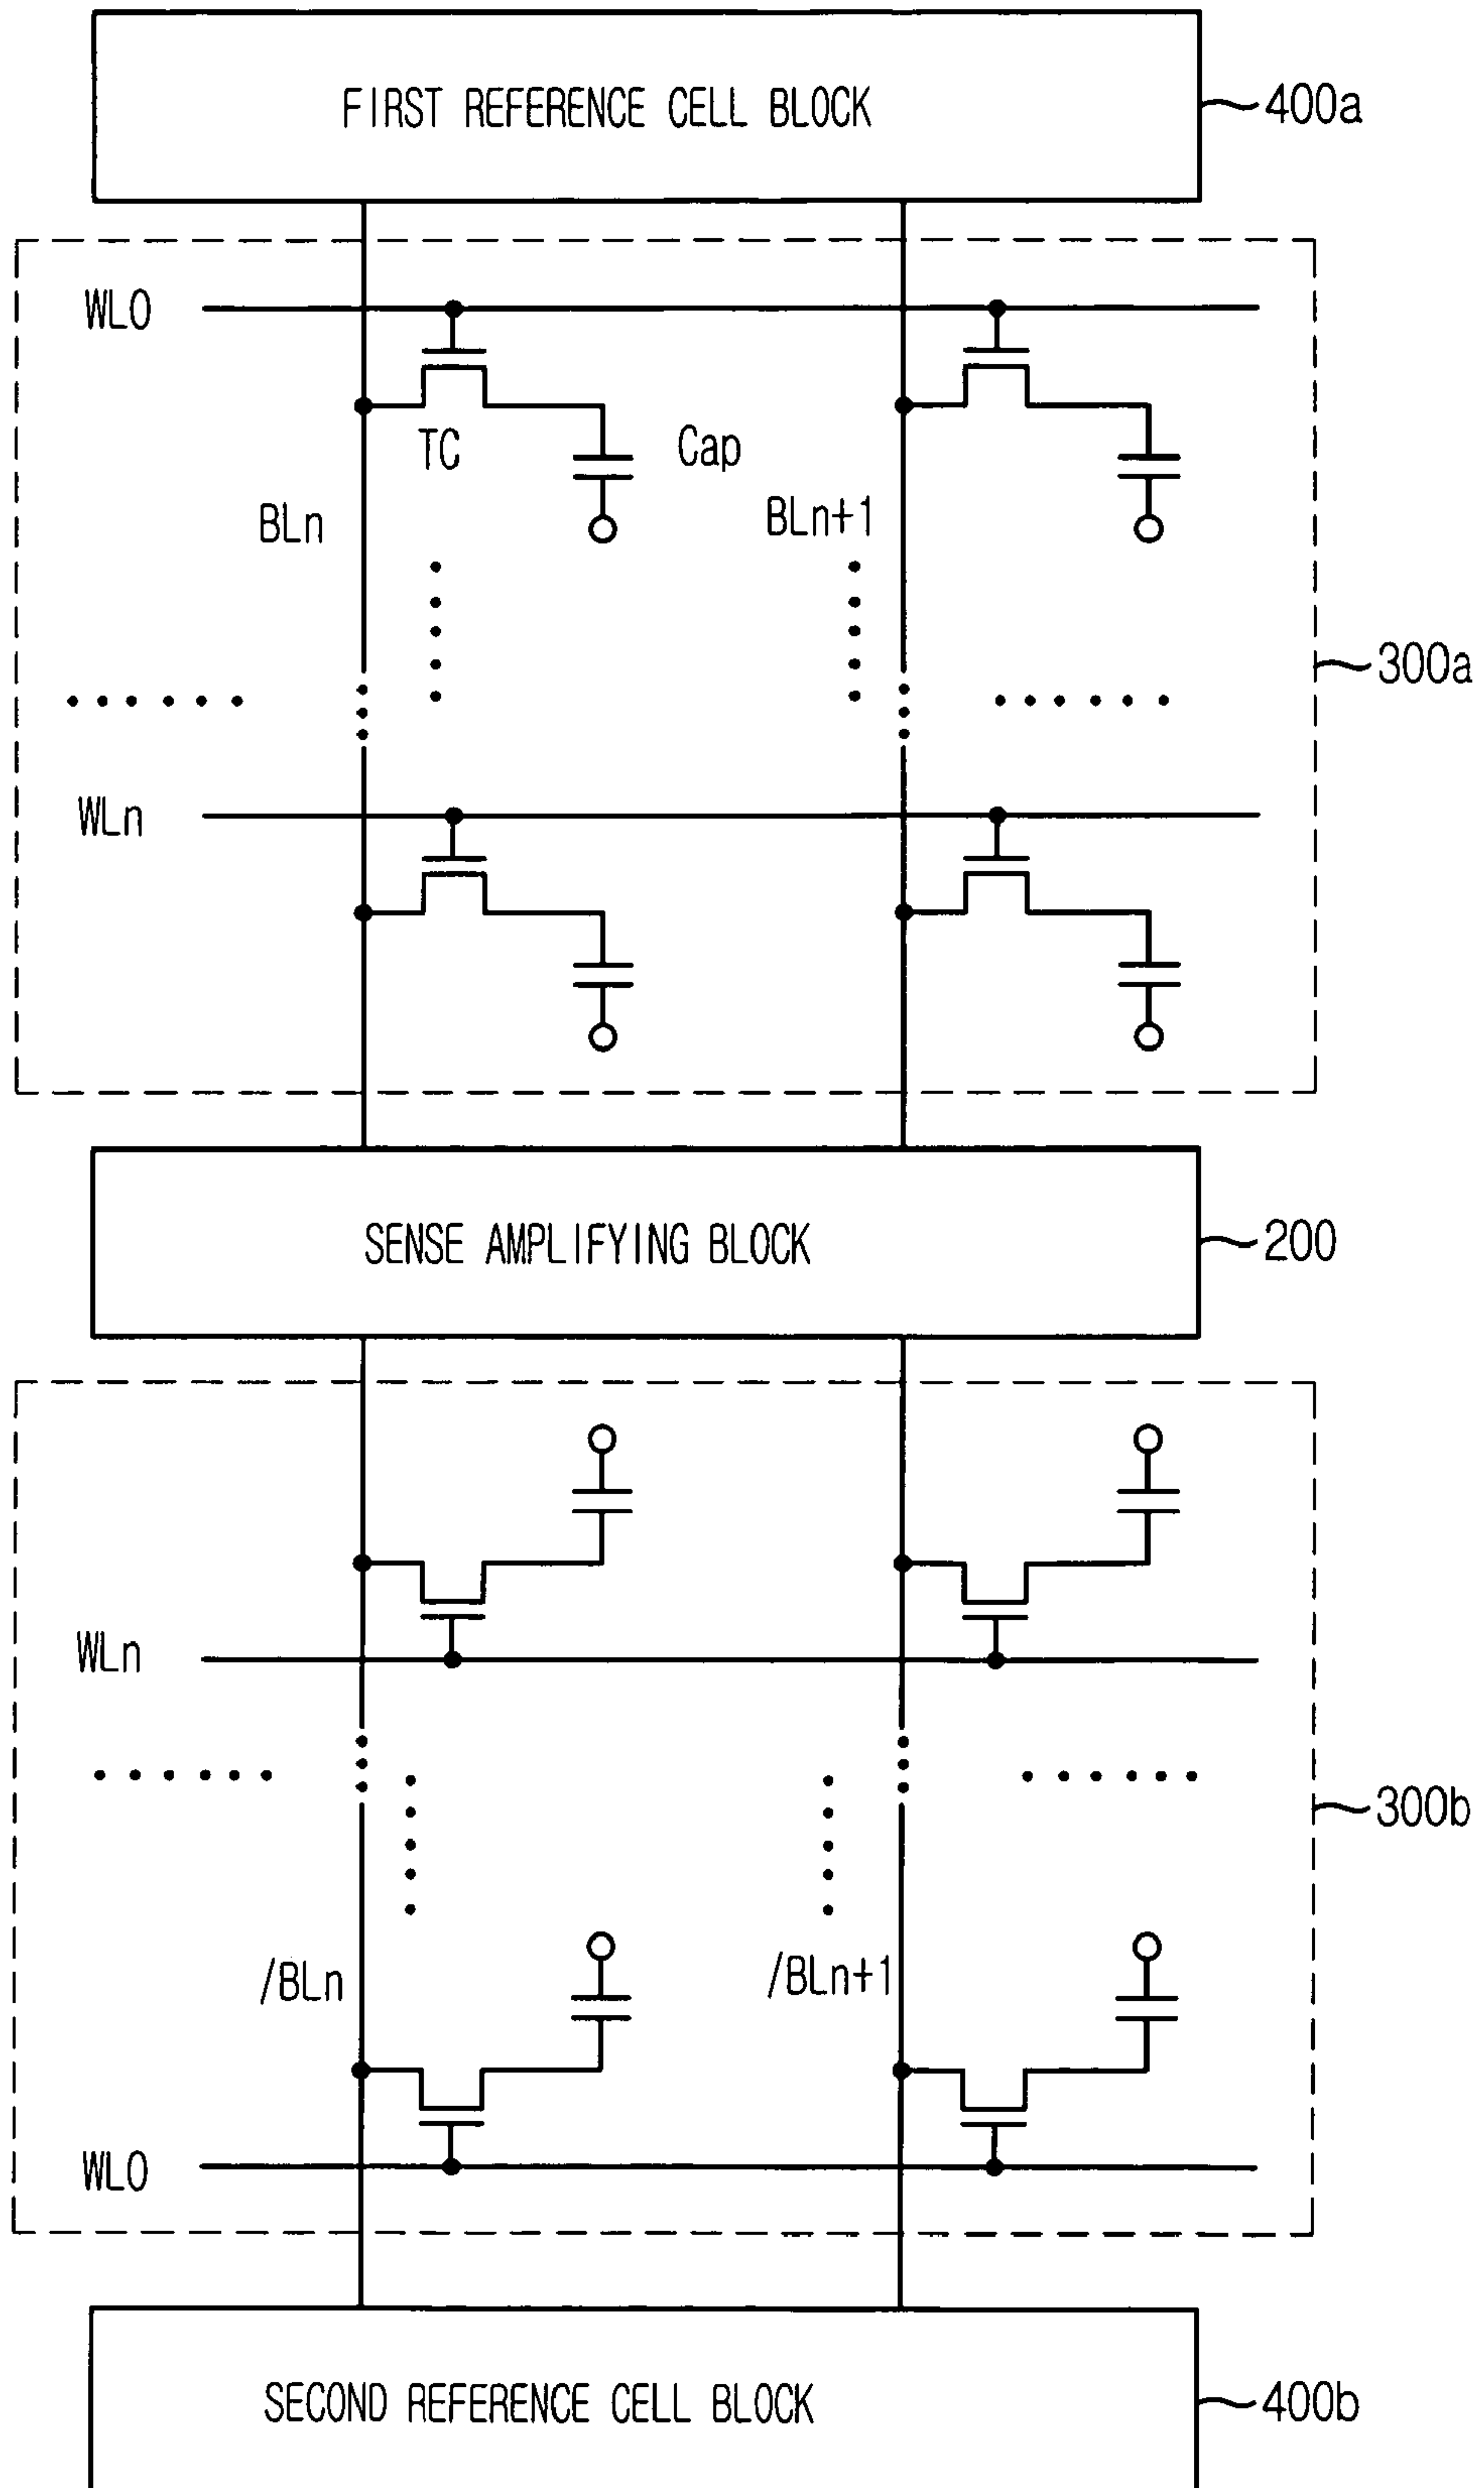 FIRST REFERENCE CELL BLOCK
400a
WL0
TC
Cap
BLn
BLn+1
300a
WLn
SENSE AMPLIFYING BLOCK
200
WLn
300b
/BLn
/BLn+1
WL0
SECOND REFERENCE CELL BLOCK
400b